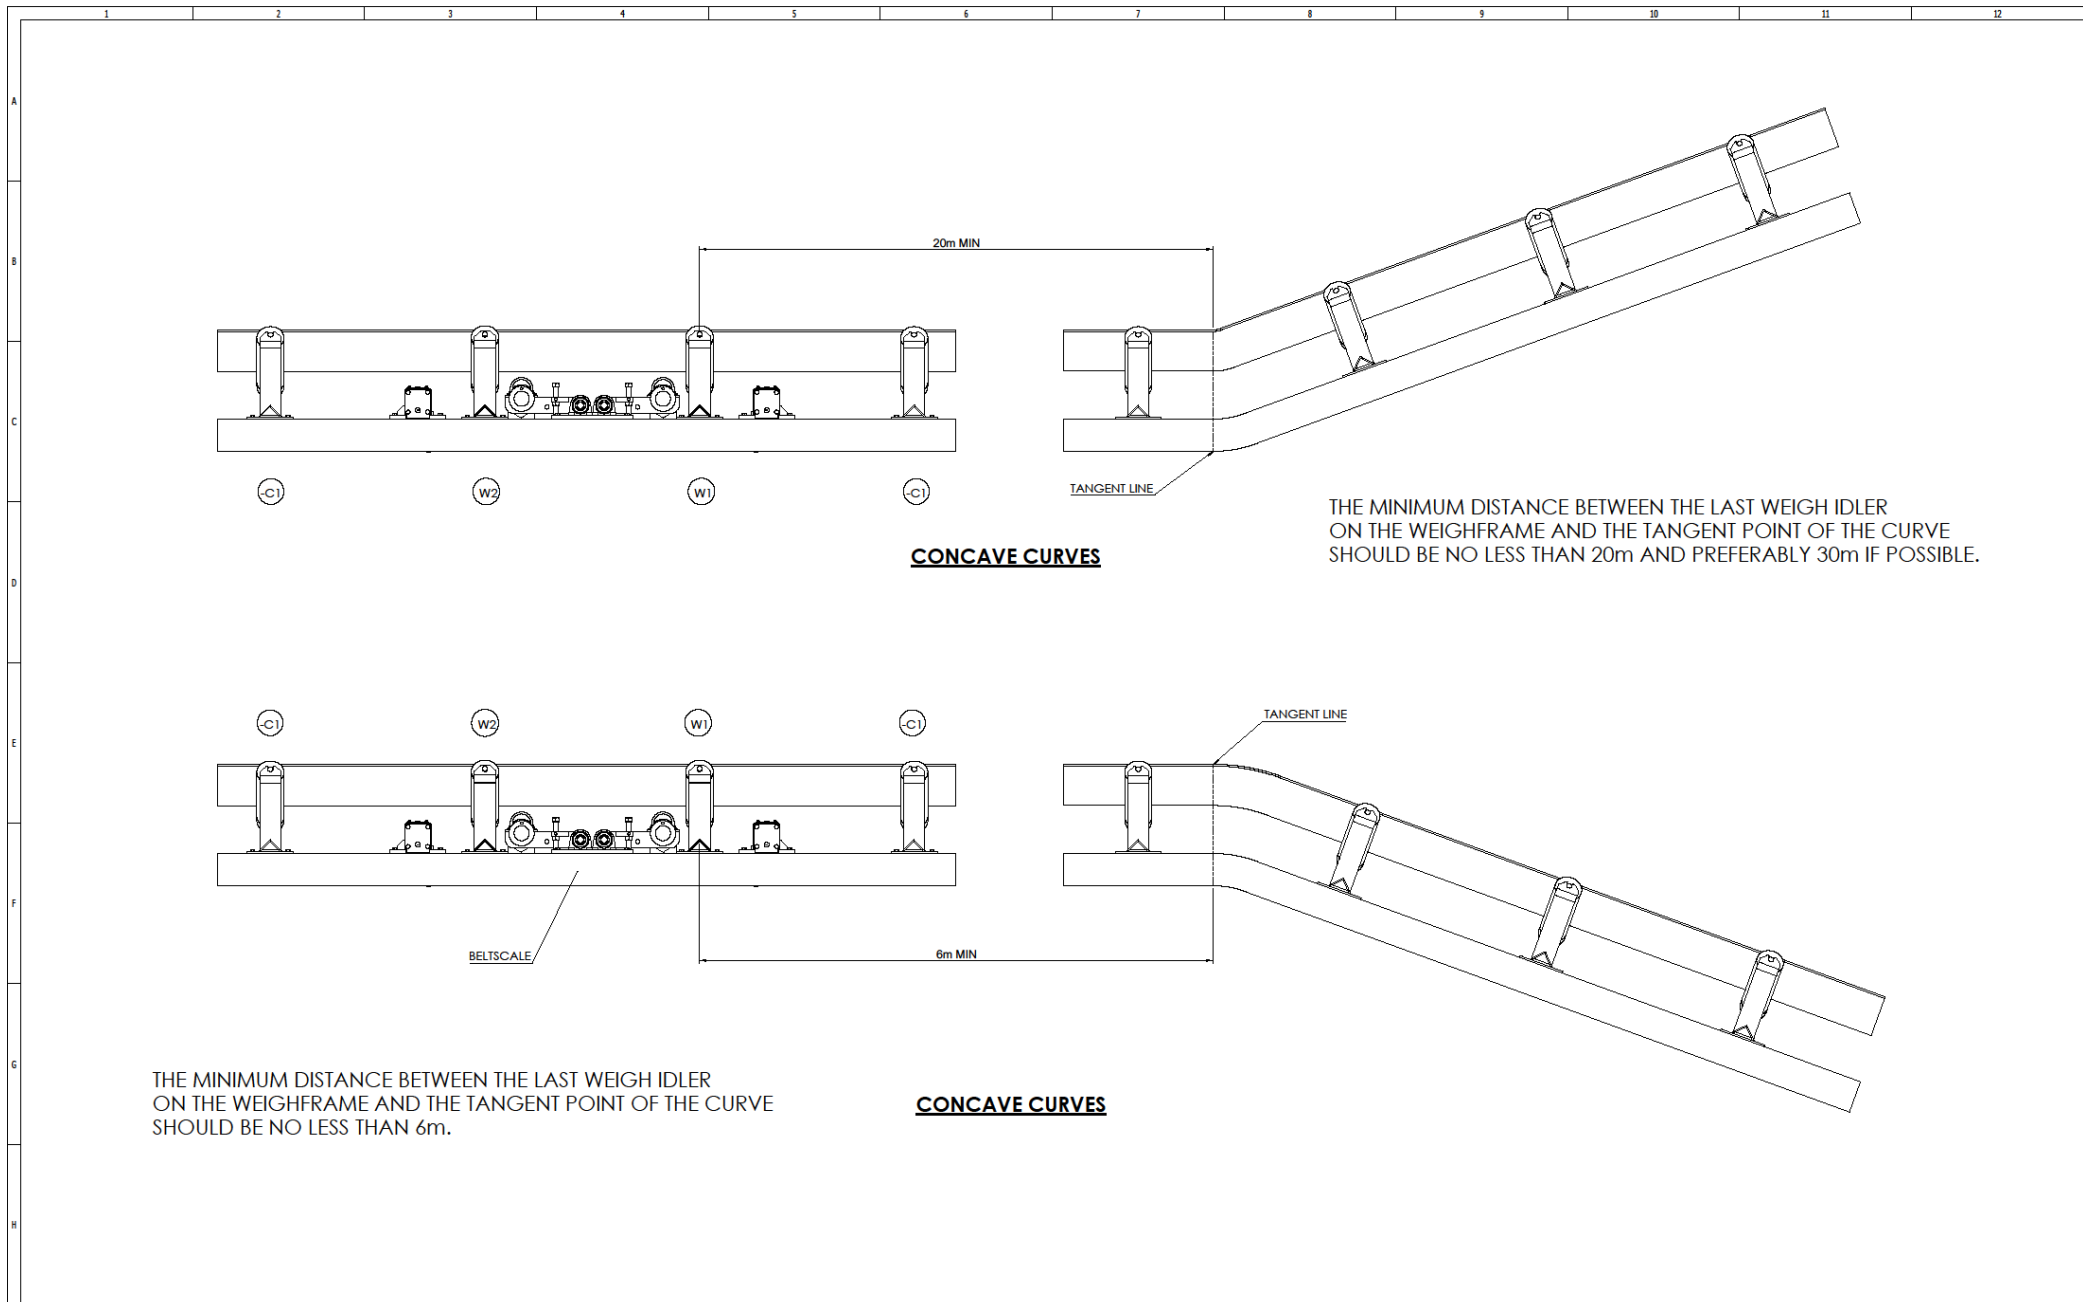 1 2 3 4 5 6 7 8 9 10 11 12
A
B
20m MIN
C
-C1 W2 W1 -C1
TANGENT LINE
THE MINIMUM DISTANCE BETWEEN THE LAST WEIGH IDLER
ON THE WEIGHFRAME AND THE TANGENT POINT OF THE CURVE
SHOULD BE NO LESS THAN 20m AND PREFERABLY 30m IF POSSIBLE.
CONCAVE CURVES
D
-C1 W2 W1 -C1
TANGENT LINE
E
F
BELTSCALE
6m MIN
G
THE MINIMUM DISTANCE BETWEEN THE LAST WEIGH IDLER
ON THE WEIGHFRAME AND THE TANGENT POINT OF THE CURVE
SHOULD BE NO LESS THAN 6m.
CONCAVE CURVES
H